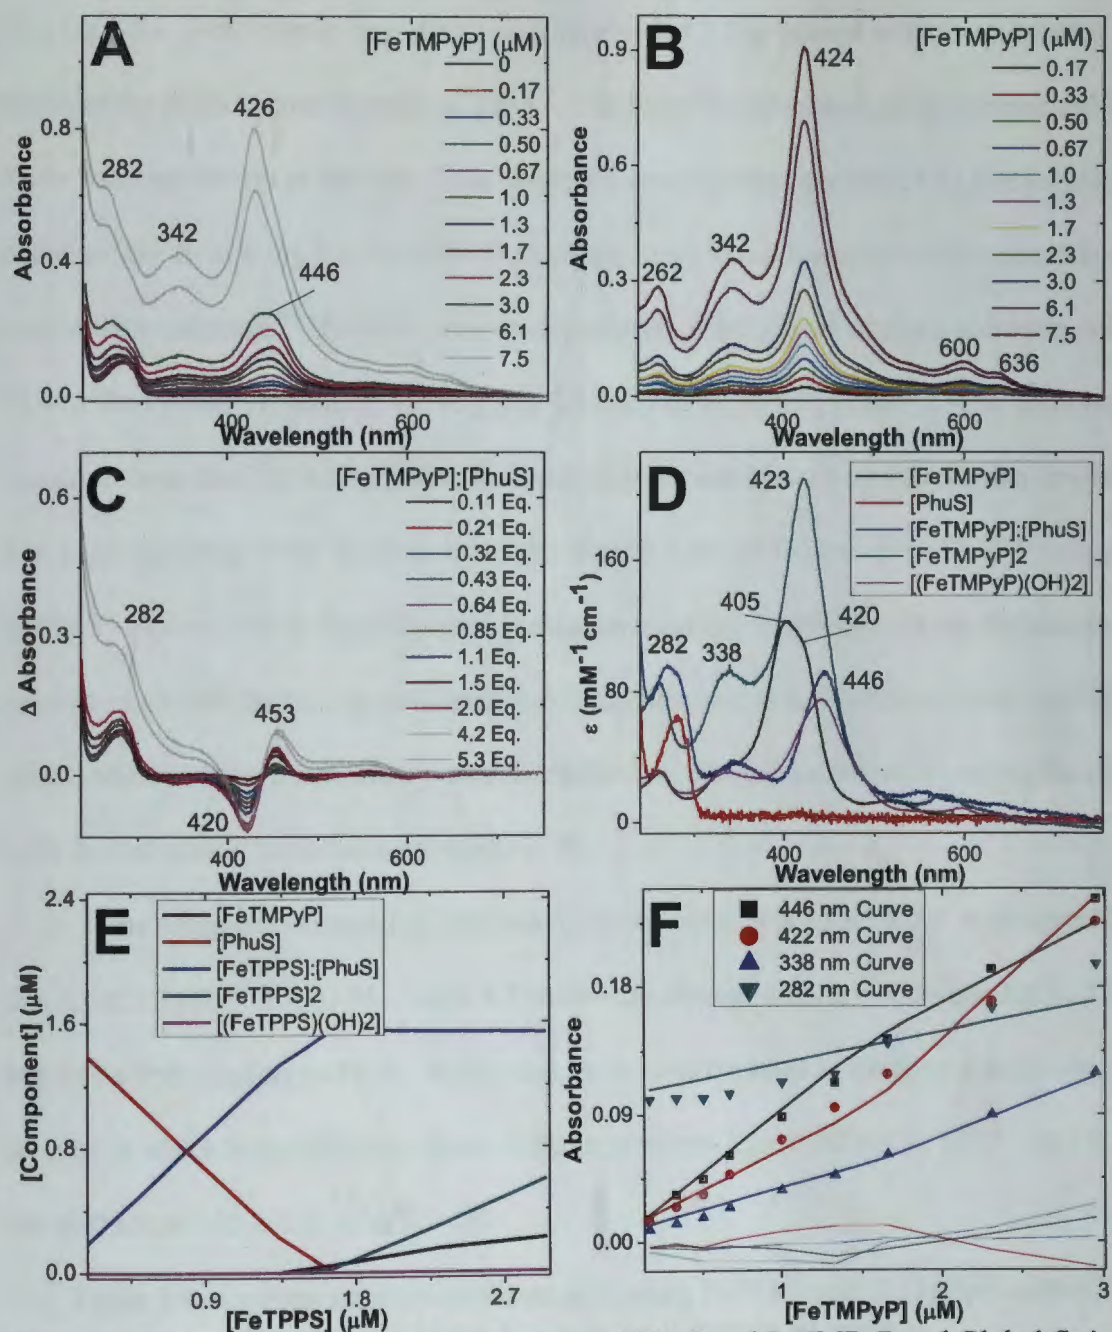 A
[FeTMPyP] (μM)
0
0.17
0.33
0.50
0.67
1.0
1.3
1.7
2.3
3.0
6.1
7.5
426
282
342
446
0.8
0.4
0.0
Absorbance
400
600
Wavelength (nm)
B
[FeTMPyP] (μM)
0.17
0.33
0.50
0.67
1.0
1.3
1.7
2.3
3.0
6.1
7.5
424
342
262
600
636
0.9
0.6
0.3
0.0
Absorbance
400
600
Wavelength (nm)
C
[FeTMPyP]:[PhuS]
0.11 Eq.
0.21 Eq.
0.32 Eq.
0.43 Eq.
0.64 Eq.
0.85 Eq.
1.1 Eq.
1.5 Eq.
2.0 Eq.
4.2 Eq.
5.3 Eq.
282
453
420
0.6
0.3
0.0
Δ Absorbance
400
600
Wavelength (nm)
D
[FeTMPyP]
[PhuS]
[FeTMPyP]:[PhuS]
[FeTMPyP]2
[(FeTMPyP)(OH)2]
423
405
420
282
338
446
160
80
0
ε (mM⁻¹ cm⁻¹)
400
600
Wavelength (nm)
E
[FeTMPyP]
[PhuS]
[FeTPPS]:[PhuS]
[FeTPPS]2
[(FeTPPS)(OH)2]
2.4
1.6
0.8
0.0
[Component] (μM)
0.9
1.8
2.7
[FeTPPS] (μM)
F
446 nm Curve
422 nm Curve
338 nm Curve
282 nm Curve
0.18
0.09
0.00
Absorbance
1
2
3
[FeTMPyP] (μM)